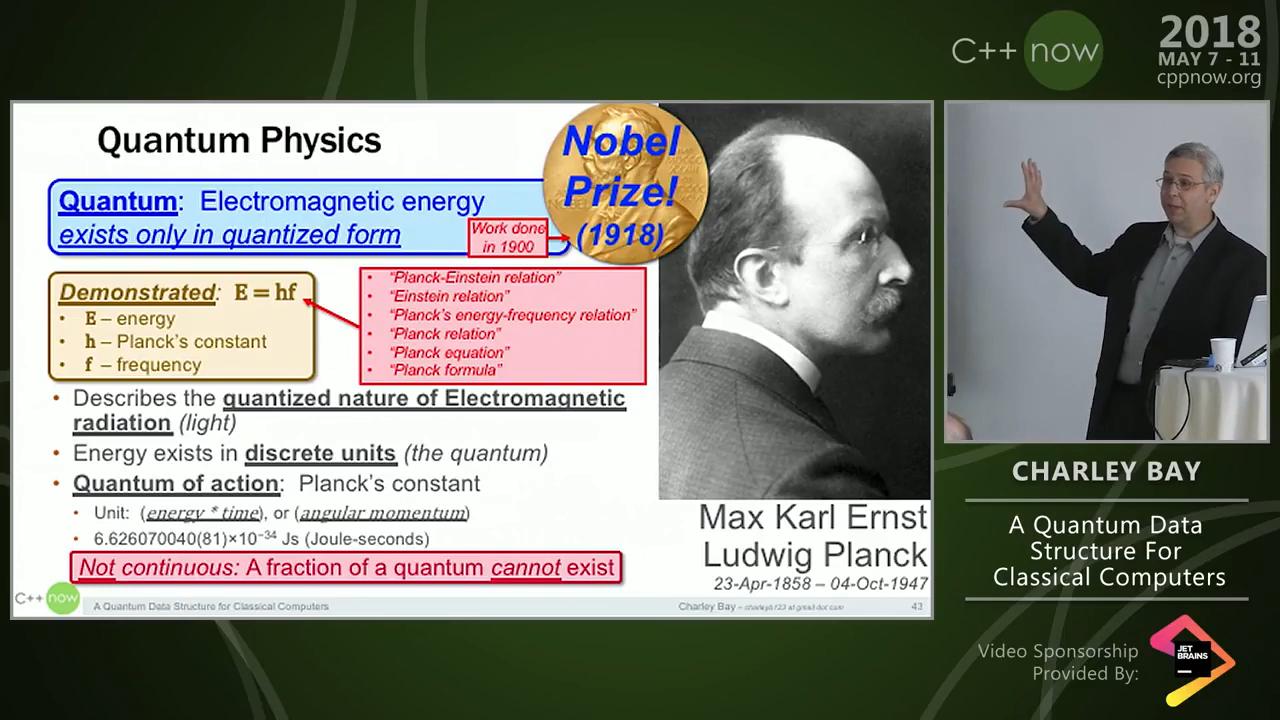 C++ now
2018
MAY 7 - 11
cppnow.org
Quantum Physics
Nobel
Prize!
(1918)
Quantum: Electromagnetic energy
exists only in quantized form
Work done
in 1900
Demonstrated: E = hf
• E – energy
• h – Planck's constant
• f – frequency
• "Planck-Einstein relation"
• "Einstein relation"
• "Planck's energy-frequency relation"
• "Planck relation"
• "Planck equation"
• "Planck formula"
• Describes the quantized nature of Electromagnetic
radiation (light)
• Energy exists in discrete units (the quantum)
• Quantum of action: Planck's constant
• Unit: (energy * time), or (angular momentum)
• 6.626070040(81)×10⁻³⁴ Js (Joule-seconds)
Not continuous: A fraction of a quantum cannot exist
Max Karl Ernst
Ludwig Planck
23-Apr-1858 – 04-Oct-1947
C++ now
A Quantum Data Structure for Classical Computers
Charley Bay – charleyb123 at gmail dot com
43
CHARLEY BAY
A Quantum Data
Structure For
Classical Computers
Video Sponsorship
Provided By:
JET
BRAINS